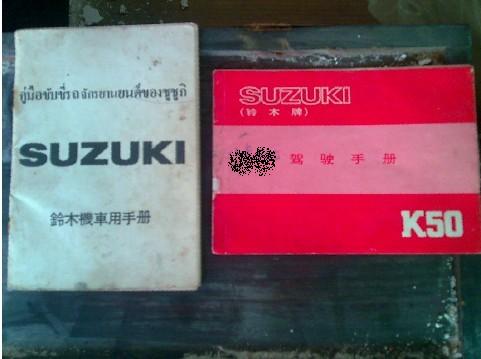 คู่มือขับขี่รถจักรยานยนต์ของซูซูกิ
SUZUKI
鈴木機車用手册
SUZUKI
(铃木牌)
驾驶手册
K50